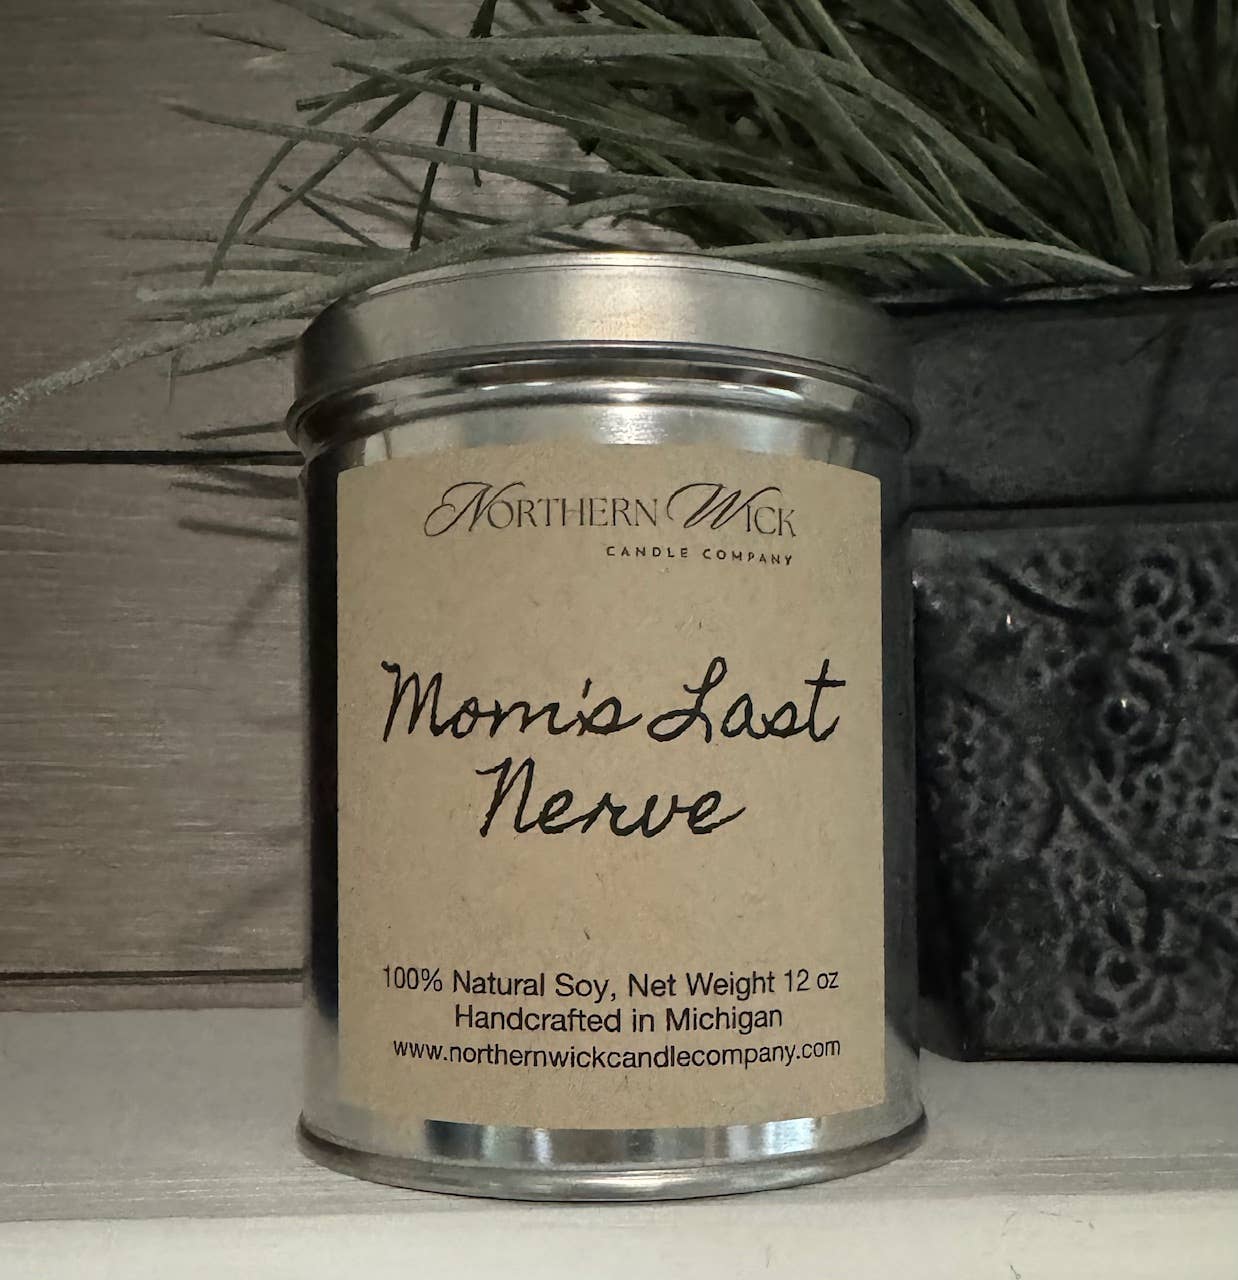 Northern Wick
CANDLE COMPANY
Mom's Last
Nerve
100% Natural Soy, Net Weight 12 oz
Handcrafted in Michigan
www.northernwickcandlecompany.com